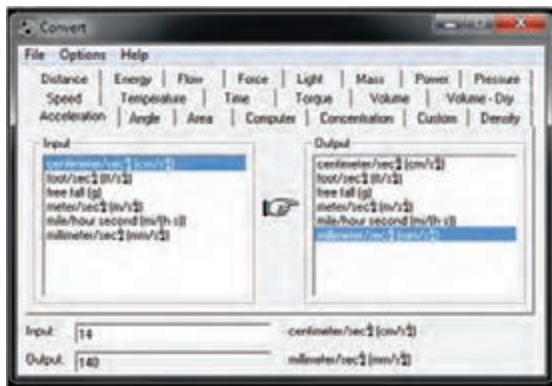 Convert
File Options Help
Distance Energy Flow Force Light Mass Power Pressure
Speed Temperature Time Torque Volume Volume - Dry
Acceleration Angle Area Computer Concentration Custom Density
Input
centimeter/sec² (cm/s²)
foot/sec² (ft/s²)
free fall (g)
meter/sec² (m/s²)
mile/hour second (mi/(h·s))
millimeter/sec² (mm/s²)
Output
centimeter/sec² (cm/s²)
foot/sec² (ft/s²)
free fall (g)
meter/sec² (m/s²)
mile/hour second (mi/(h·s))
millimeter/sec² (mm/s²)
Input: 14 centimeter/sec² (cm/s²)
Output: 140 millimeter/sec² (mm/s²)